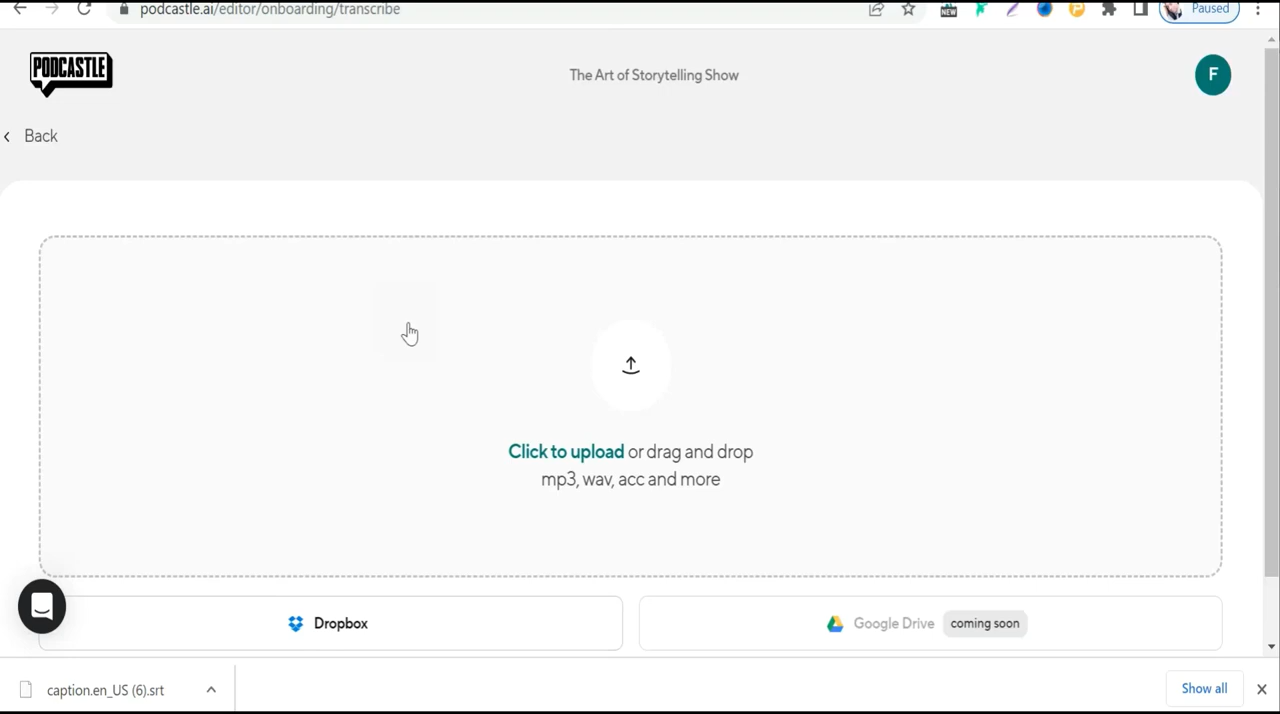 podcastle.ai/editor/onboarding/transcribe
NEW
Paused
PODCASTLE
The Art of Storytelling Show
F
Back
Click to upload or drag and drop
mp3, wav, acc and more
Dropbox
Google Drive coming soon
caption.en_US (6).srt
Show all